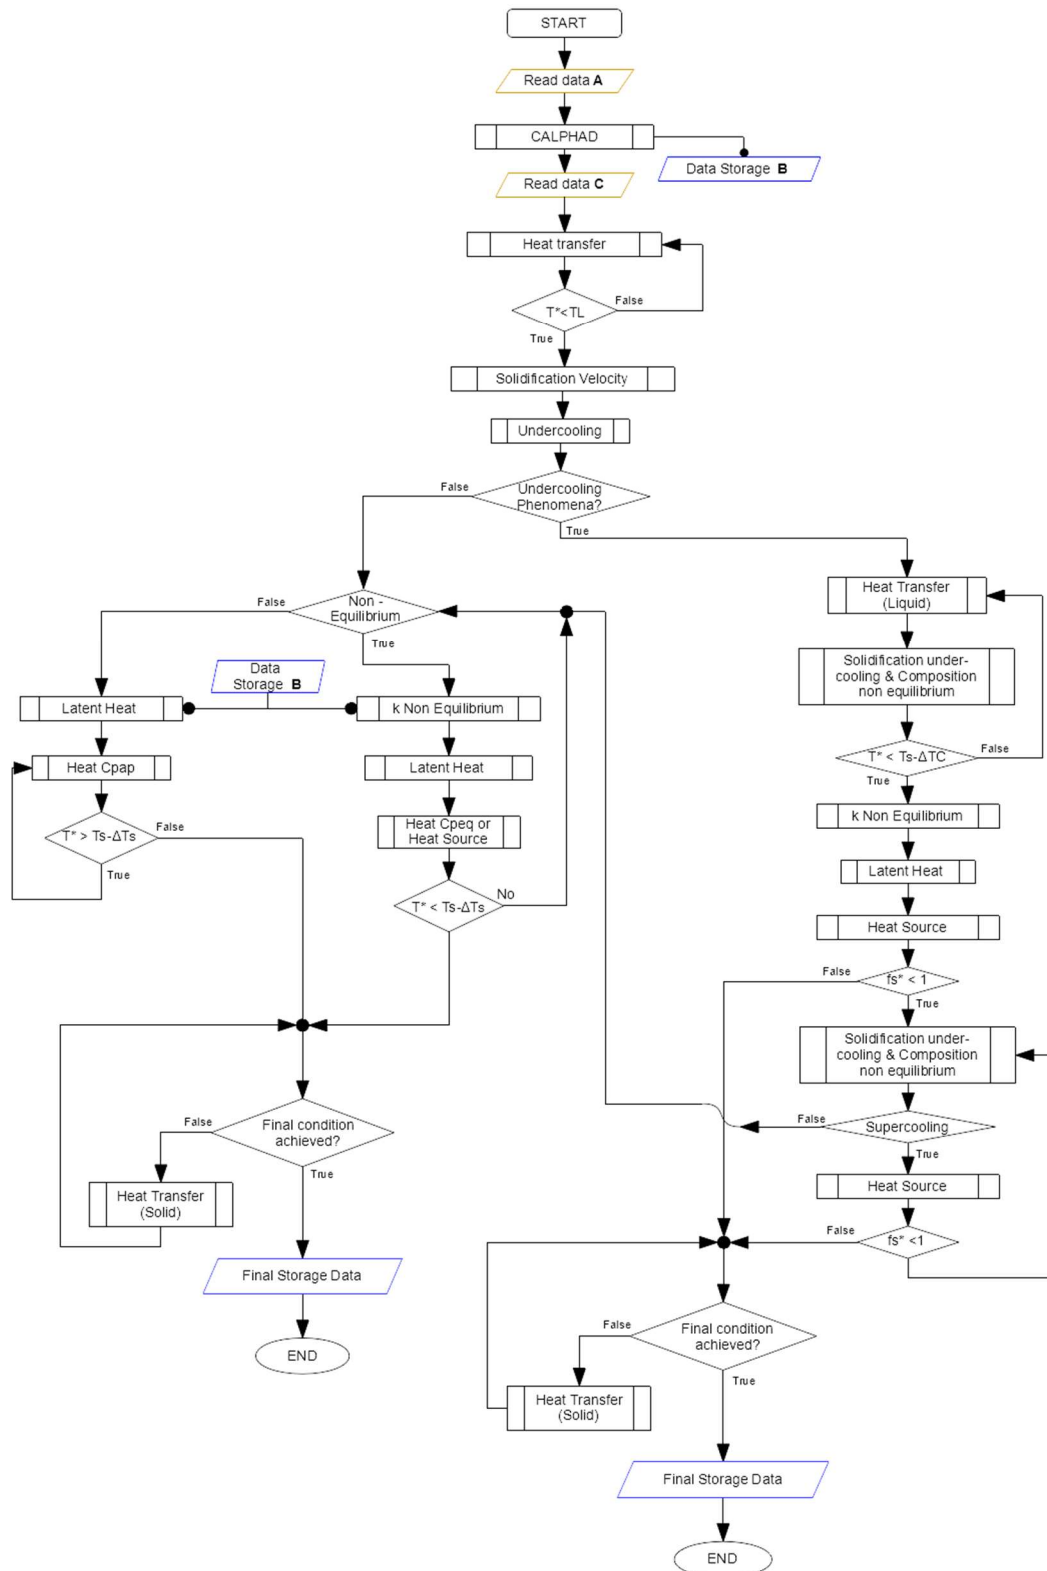 START
Read data A
CALPHAD
Data Storage B
Read data C
Heat transfer
T*<TL
False
True
Solidification Velocity
Undercooling
Undercooling
Phenomena?
False
True
Non -
Equilibrium
False
True
Data
Storage B
Latent Heat
k Non Equilibrium
Heat Cpap
Latent Heat
T* > Ts-ΔTs
False
True
Heat Cpeq or
Heat Source
T* < Ts-ΔTs
No
Final condition
achieved?
False
True
Heat Transfer
(Solid)
Final Storage Data
END
Heat Transfer
(Liquid)
Solidification under-
cooling & Composition
non equilibrium
T* < Ts-ΔTC
False
True
k Non Equilibrium
Latent Heat
Heat Source
fs* < 1
False
True
Solidification under-
cooling & Composition
non equilibrium
Supercooling
False
True
Heat Source
fs* <1
False
Final condition
achieved?
False
True
Heat Transfer
(Solid)
Final Storage Data
END